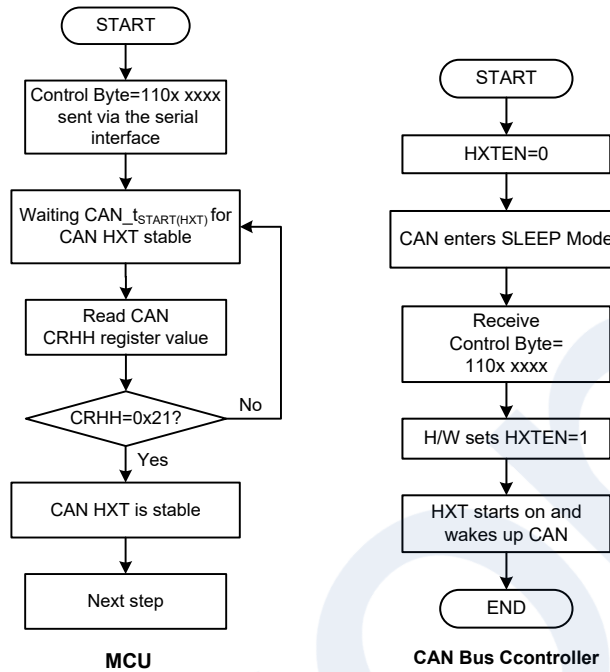 START
Control Byte=110x xxxx
sent via the serial
interface
Waiting CAN_tSTART(HXT) for
CAN HXT stable
Read CAN
CRHH register value
CRHH=0x21?
No
Yes
CAN HXT is stable
Next step
MCU
START
HXTEN=0
CAN enters SLEEP Mode
Receive
Control Byte=
110x xxxx
H/W sets HXTEN=1
HXT starts on and
wakes up CAN
END
CAN Bus Ccontroller